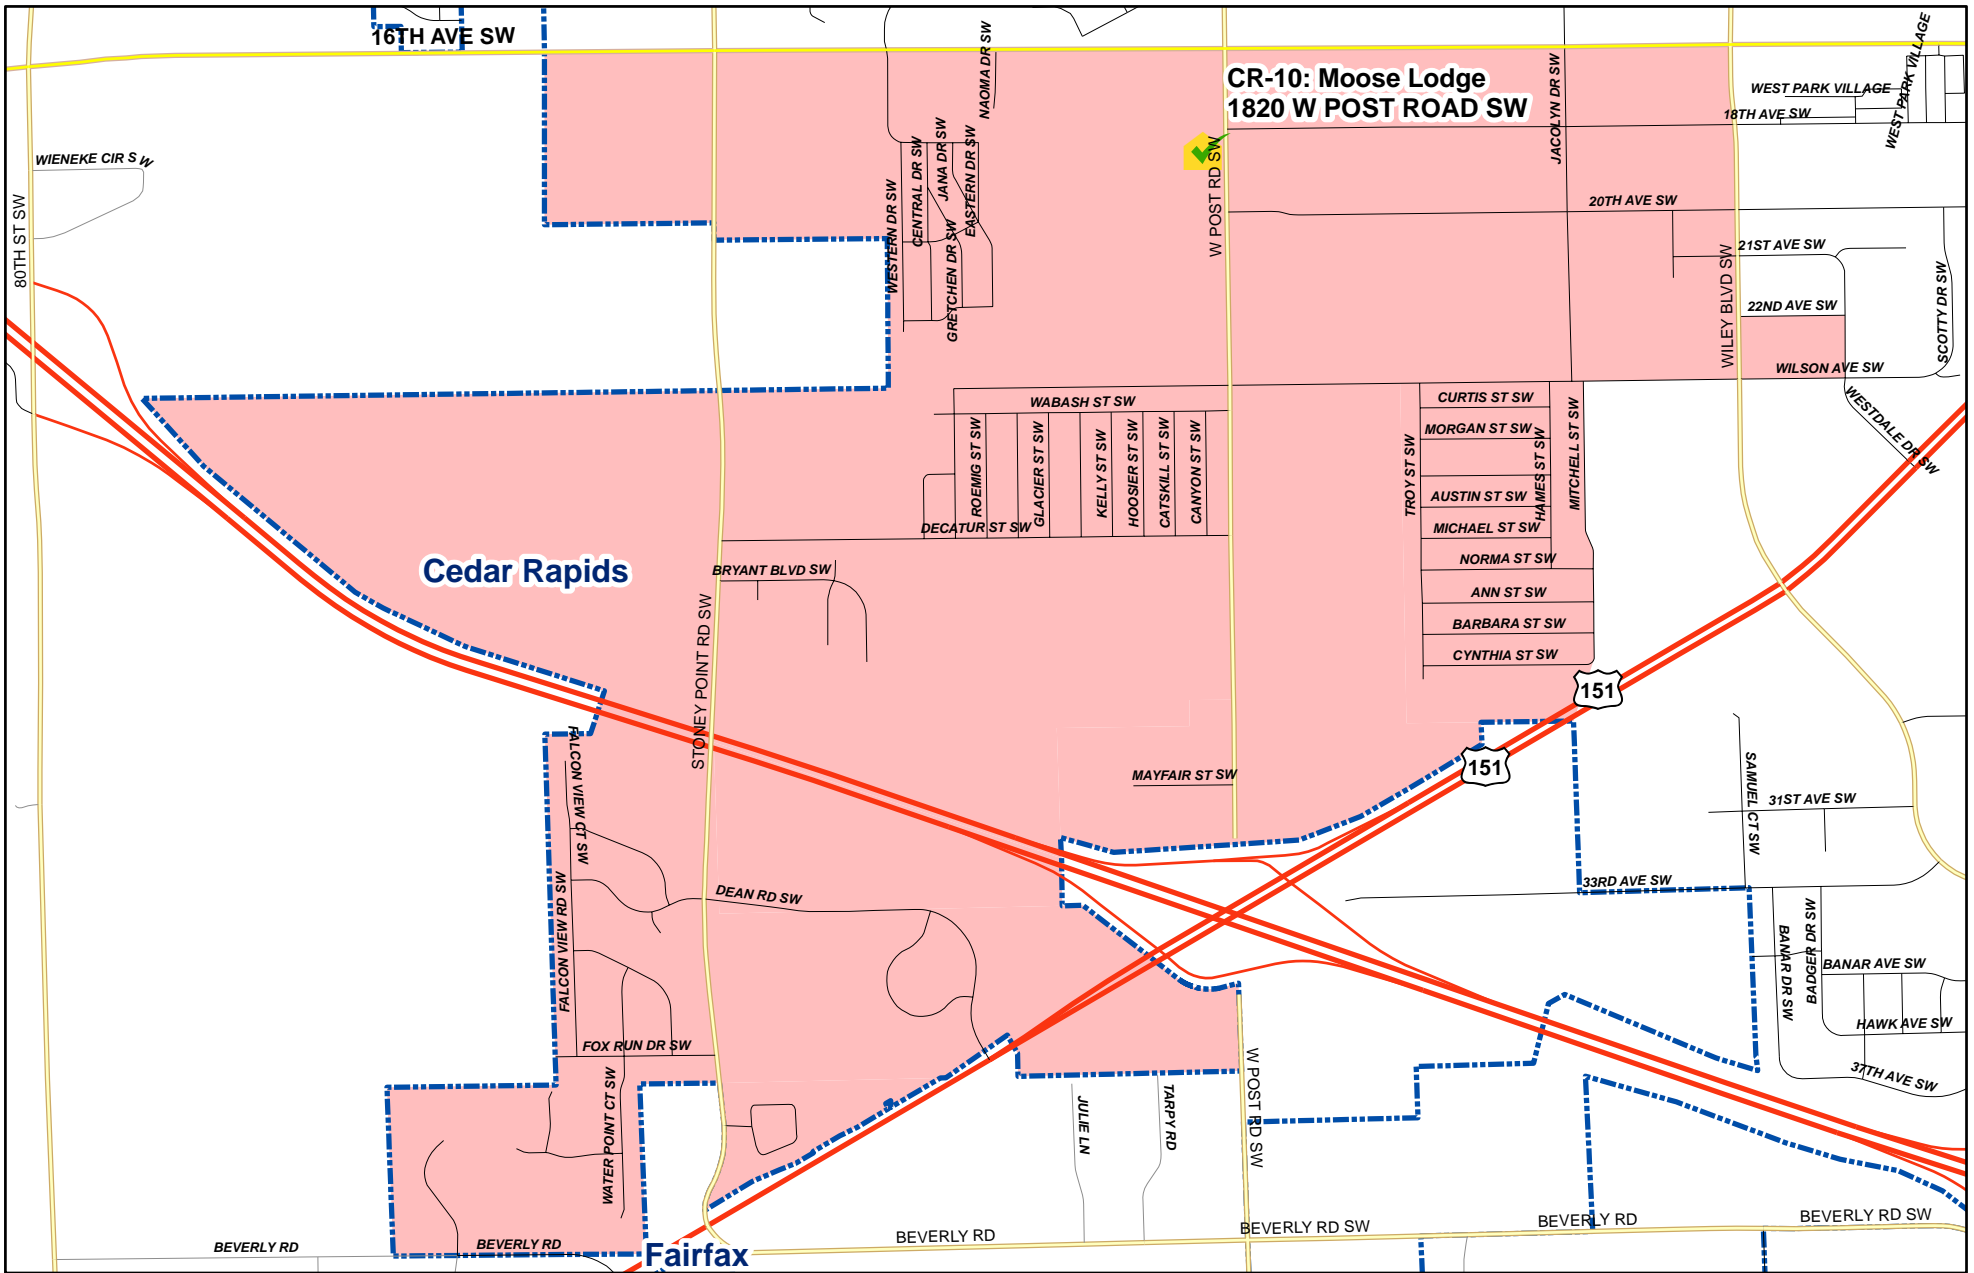 16TH AVE SW
NAOMA DR SW
CR-10: Moose Lodge
1820 W POST ROAD SW
JACOLYN DR SW
WEST PARK VILLAGE
WEST PARK VILLAGE
18TH AVE SW
WIENEKE CIR SW
80TH ST SW
WESTERN DR SW
CENTRAL DR SW
JANA DR SW
EASTERN DR SW
GRETCHEN DR SW
W POST RD SW
20TH AVE SW
21ST AVE SW
WILEY BLVD SW
22ND AVE SW
SCOTTY DR SW
WILSON AVE SW
WESTDALE DR SW
WABASH ST SW
ROEMIG ST SW
GLACIER ST SW
KELLY ST SW
HOOSIER ST SW
CATSKILL ST SW
CANYON ST SW
DECATUR ST SW
TROY ST SW
CURTIS ST SW
MORGAN ST SW
HAMES ST SW
MITCHELL ST SW
AUSTIN ST SW
MICHAEL ST SW
NORMA ST SW
ANN ST SW
BARBARA ST SW
CYNTHIA ST SW
Cedar Rapids
BRYANT BLVD SW
STONEY POINT RD SW
151
151
MAYFAIR ST SW
FALCON VIEW CT SW
SAMUEL CT SW
31ST AVE SW
33RD AVE SW
DEAN RD SW
FALCON VIEW RD SW
BANAR DR SW
BADGER DR SW
BANAR AVE SW
HAWK AVE SW
37TH AVE SW
FOX RUN DR SW
WATER POINT CT SW
JULIE LN
TARPY RD
W POST RD SW
BEVERLY RD
BEVERLY RD
Fairfax
BEVERLY RD
BEVERLY RD SW
BEVERLY RD
BEVERLY RD SW